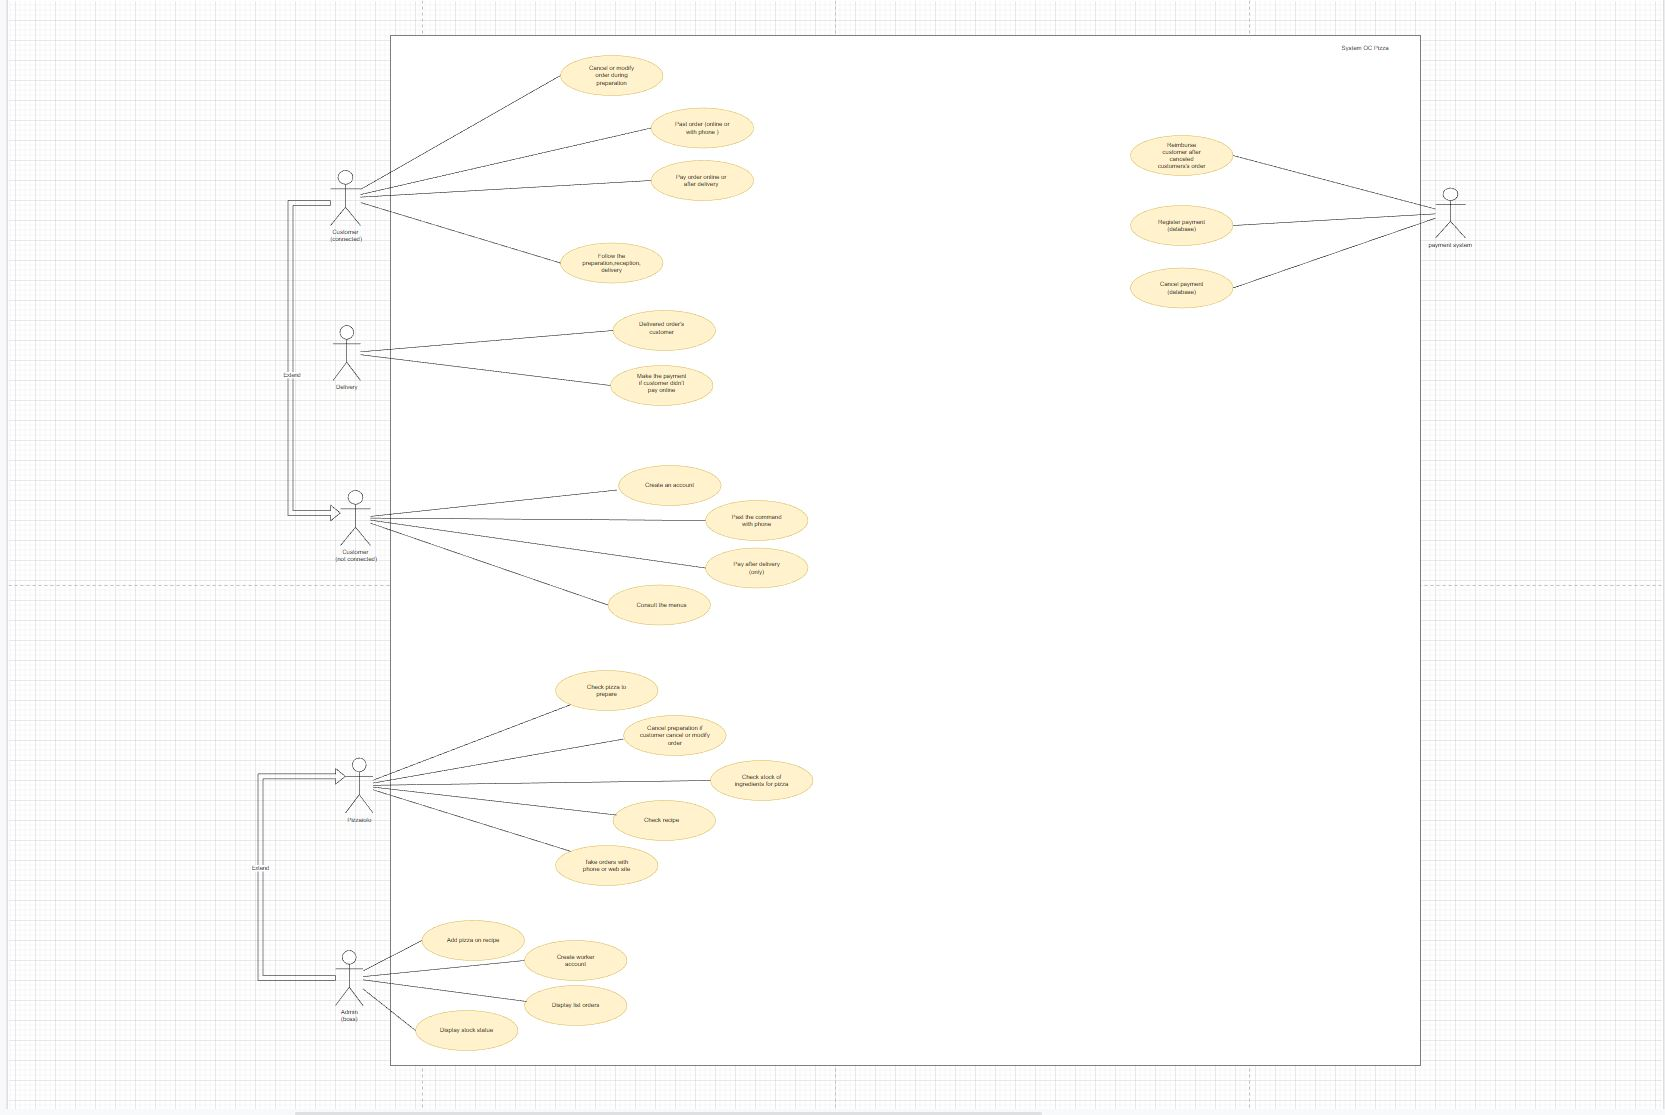 System OC Pizza
Cancel or modify
order during
preparation
Past order (online or
with phone )
Pay order online or
after delivery
Follow the
preparation,reception,
delivery
Customer
(connected)
Reimburse
customer after
canceled
customers's order
Register payment
(database)
Cancel payment
(database)
payment system
Delivered order's
customer
Make the payment
if customer didn't
pay online
Delivery
Extend
Create an account
Past the command
with phone
Pay after delivery
(only)
Consult the menus
Customer
(not connected)
Check pizza to
prepare
Cancel preparation if
customer cancel or modify
order
Check stock of
ingredients for pizza
Check recipe
Take orders with
phone or web site
Pizzaiolo
Extend
Add pizza on recipe
Create worker
account
Display list orders
Display stock statue
Admin
(boss)